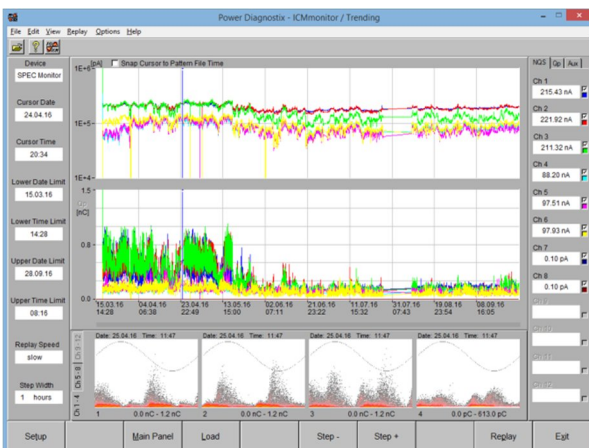 Power Diagnostix - ICMmonitor / Trending
File Edit View Replay Options Help
Device
SPEC Monitor
Cursor Date
24.04.16
Cursor Time
20:34
Lower Date Limit
15.03.16
Lower Time Limit
14:28
Upper Date Limit
28.09.16
Upper Time Limit
08:16
Replay Speed
slow
Step Width
1 hours
[pA] Snap Cursor to Pattern File Time
1E+6
1E+5
1E+4
1.5
[nC]
0.8
0.0
15.03.16 04.04.16 23.04.16 13.05.16 02.06.16 21.06.16 11.07.16 31.07.16 19.08.16 08.09.16
14:28 06:38 22:49 15:00 07:11 23:22 15:32 07:43 23:54 16:05
Ch 1-4 Ch 5-8 Ch 9-12
Date: 25.04.16 Time: 11:47 Date: 25.04.16 Time: 11:47 Date: 25.04.16 Time: 11:47 Date: 25.04.16 Time: 11:47
1 0.0 nC - 1.2 nC 2 0.0 nC - 1.2 nC 3 0.0 nC - 1.2 nC 4 0.0 pC - 613.0 pC
NQS Qp Aux
Ch 1
215.43 nA
Ch 2
221.92 nA
Ch 3
211.32 nA
Ch 4
88.20 nA
Ch 5
97.51 nA
Ch 6
97.93 nA
Ch 7
0.10 pA
Ch 8
0.10 pA
Setup Main Panel Load Step - Step + Replay Exit